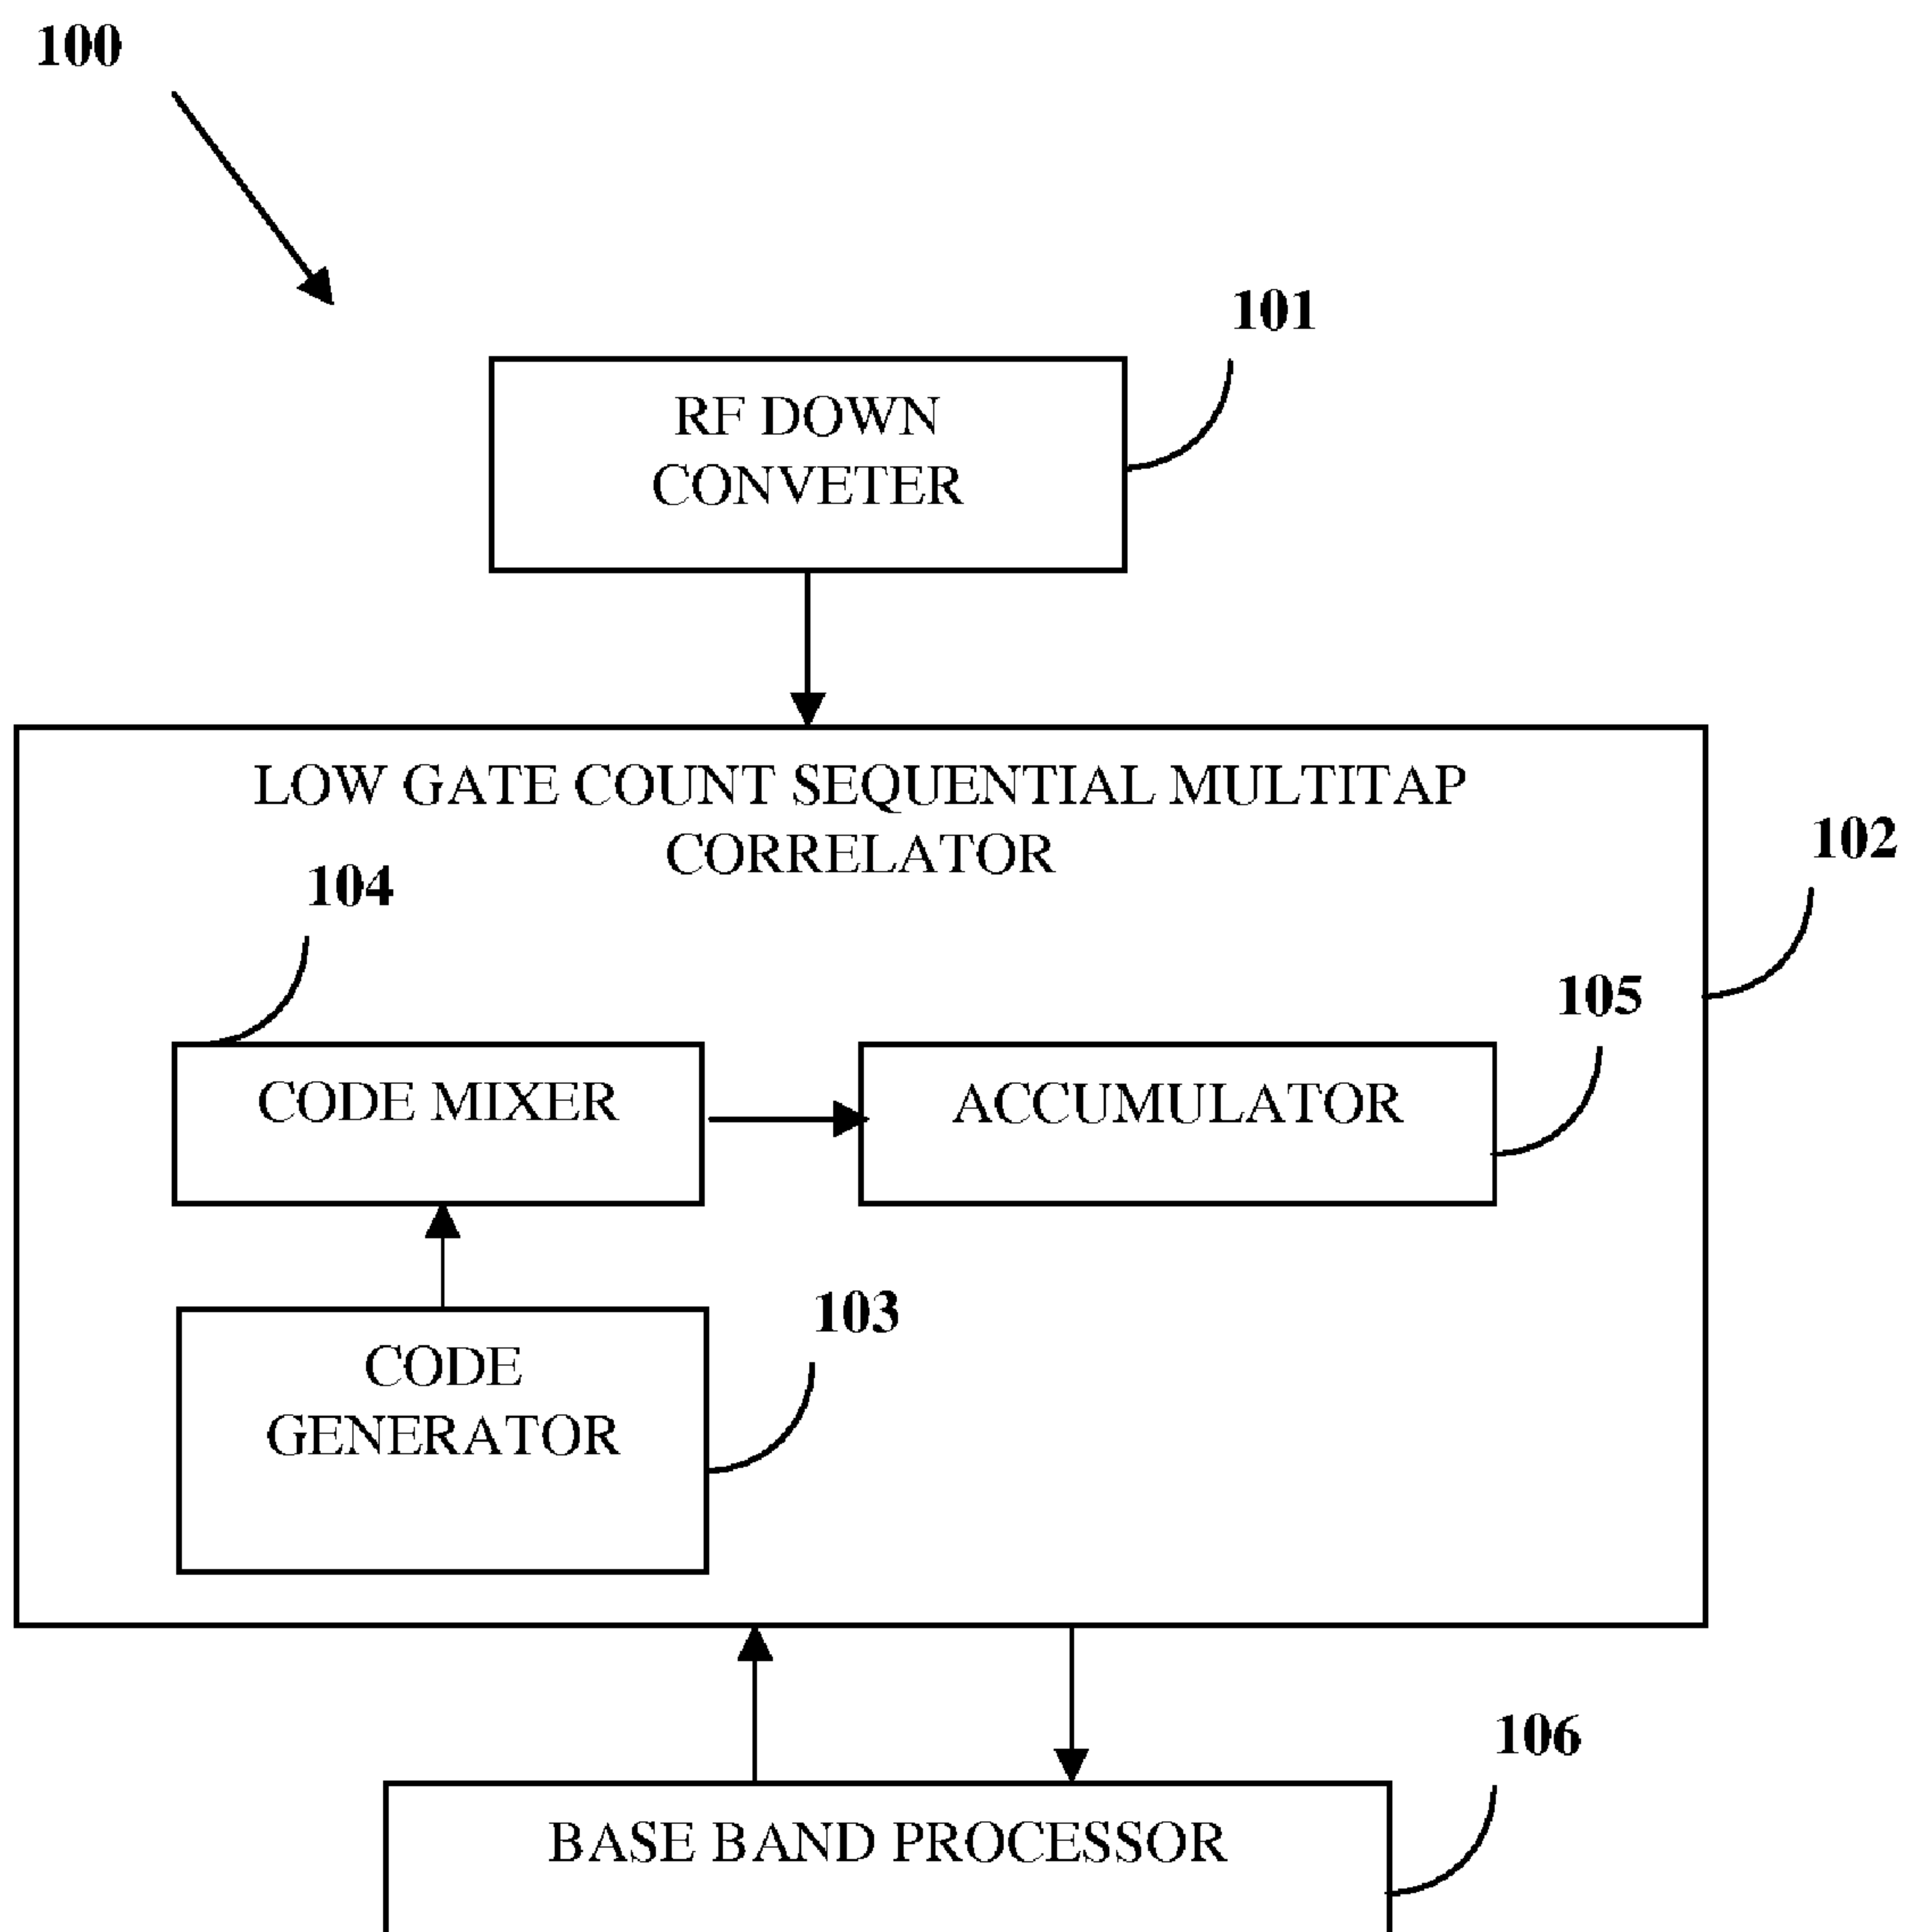 100
101
RF DOWN
CONVETER
LOW GATE COUNT SEQUENTIAL MULTITAP
CORRELATOR
102
104
105
CODE MIXER
ACCUMULATOR
103
CODE
GENERATOR
106
BASE BAND PROCESSOR